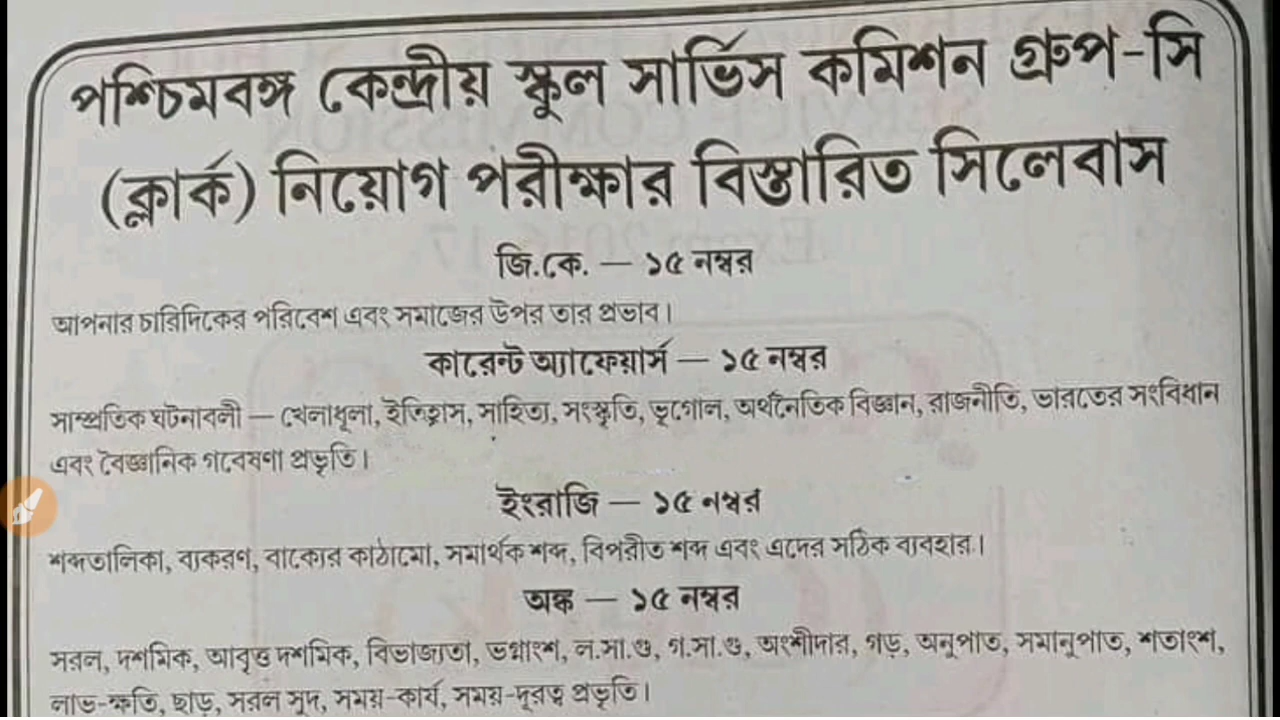 পশ্চিমবঙ্গ কেন্দ্রীয় স্কুল সার্ভিস কমিশন গ্রুপ-সি
(ক্লার্ক) নিয়োগ পরীক্ষার বিস্তারিত সিলেবাস
জি.কে. — ১৫ নম্বর
আপনার চারিদিকের পরিবেশ এবং সমাজের উপর তার প্রভাব।
কারেন্ট অ্যাফেয়ার্স — ১৫ নম্বর
সাম্প্রতিক ঘটনাবলী — খেলাধূলা, ইতিহাস, সাহিত্য, সংস্কৃতি, ভূগোল, অর্থনৈতিক বিজ্ঞান, রাজনীতি, ভারতের সংবিধান
এবং বৈজ্ঞানিক গবেষণা প্রভৃতি।
ইংরাজি — ১৫ নম্বর
শব্দতালিকা, ব্যকরণ, বাক্যের কাঠামো, সমার্থক শব্দ, বিপরীত শব্দ এবং এদের সঠিক ব্যবহার।
অঙ্ক — ১৫ নম্বর
সরল, দশমিক, আবৃত্ত দশমিক, বিভাজ্যতা, ভগ্নাংশ, ল.সা.গু, গ.সা.গু, অংশীদার, গড়, অনুপাত, সমানুপাত, শতাংশ,
লাভ-ক্ষতি, ছাড়, সরল সুদ, সময়-কার্য, সময়-দূরত্ব প্রভৃতি।